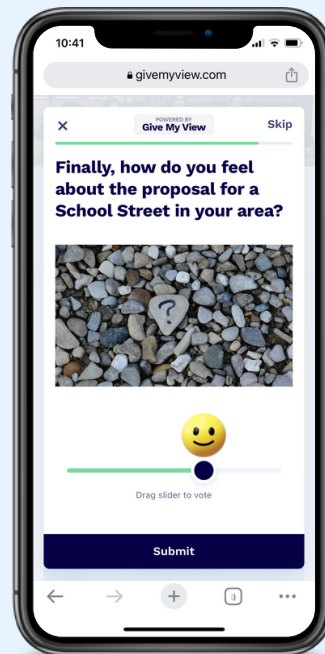 10:41
givemyview.com
POWERED BY
Give My View
Skip
Finally, how do you feel
about the proposal for a
School Street in your area?
?
Drag slider to vote
Submit
:)